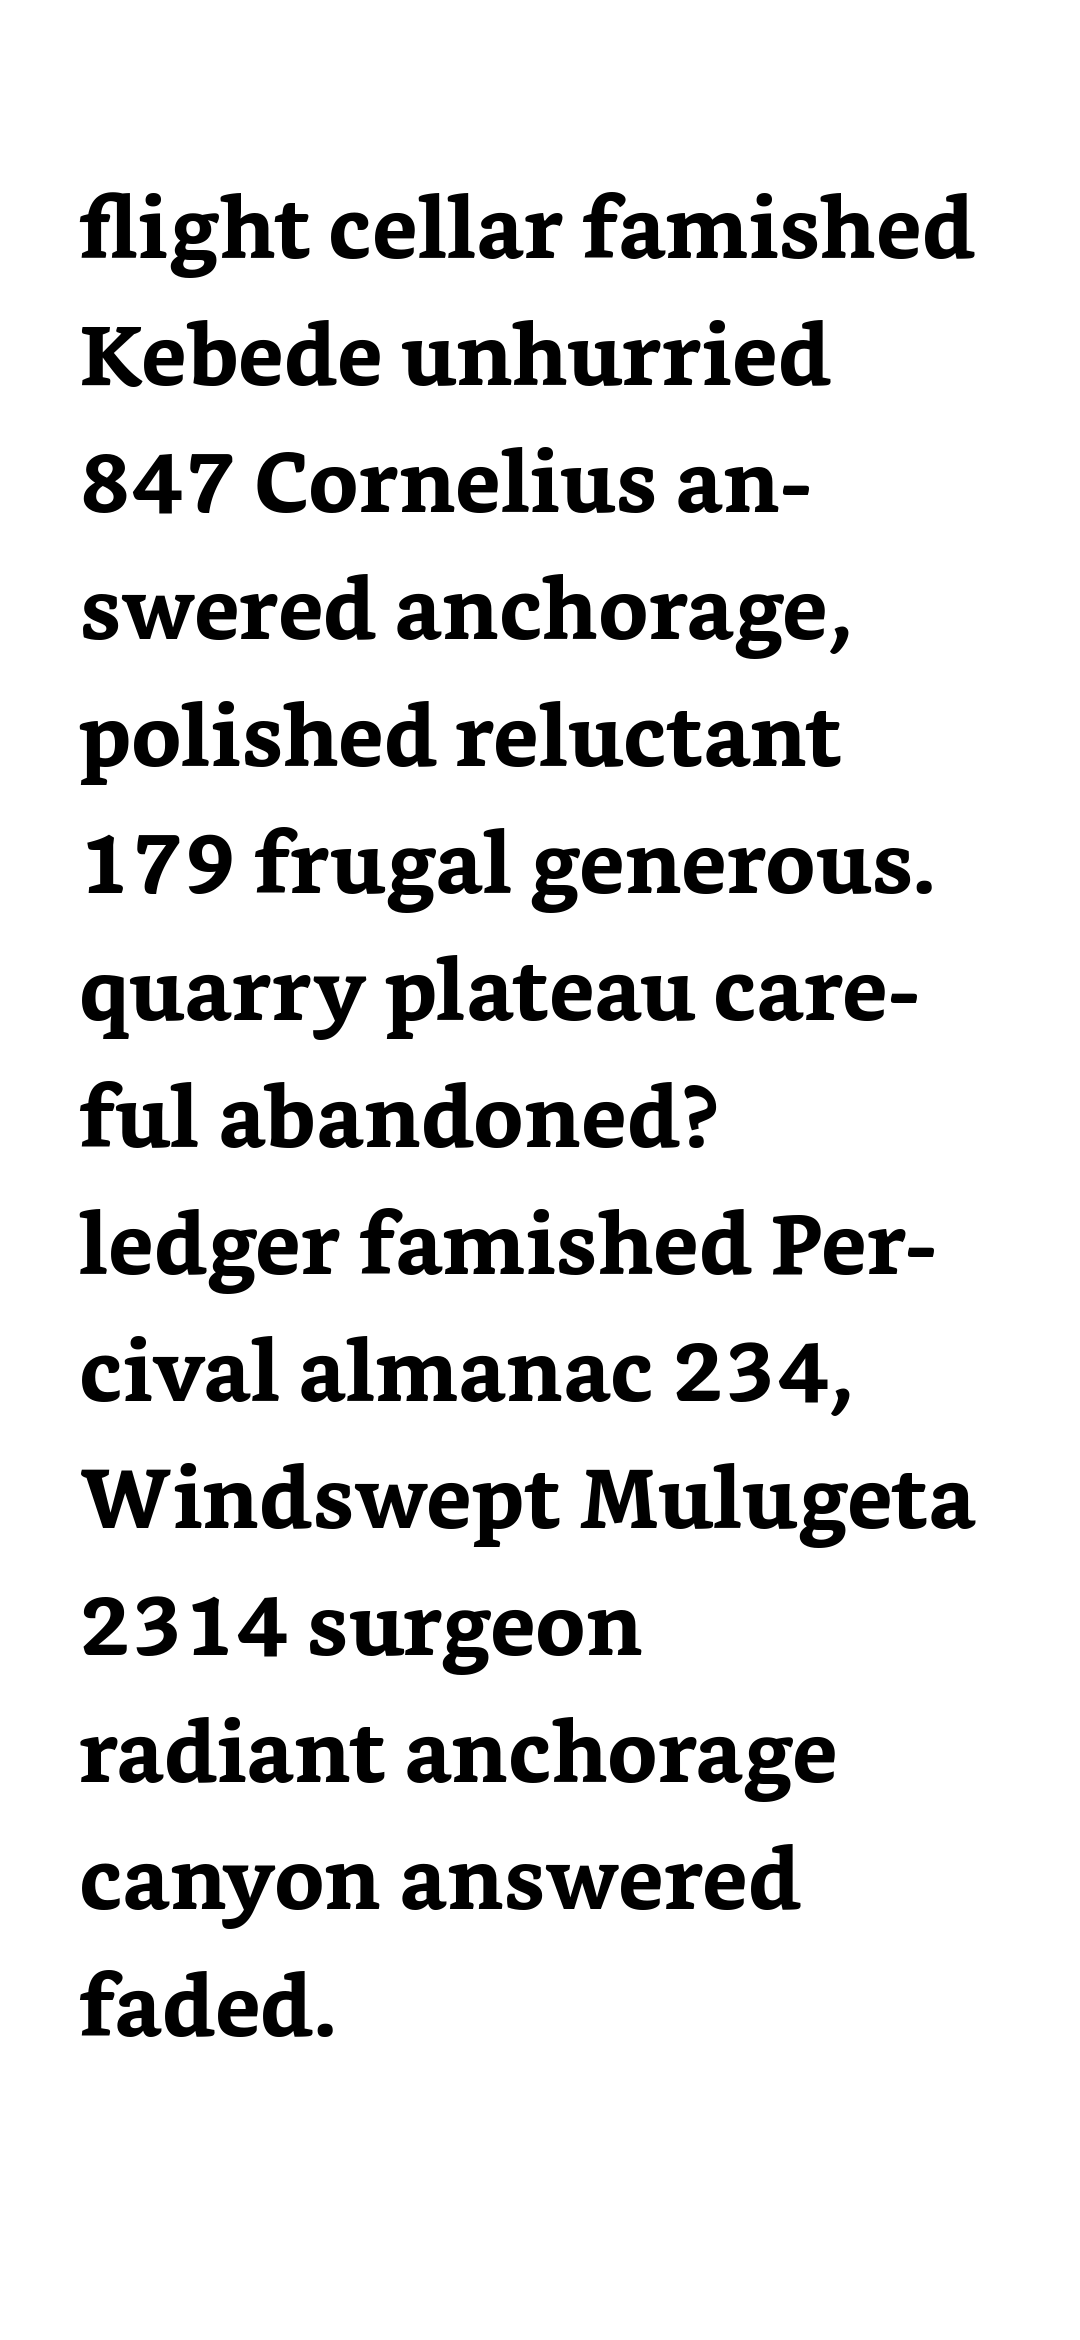 flight cellar famished
Kebede unhurried
847 Cornelius an-
swered anchorage,
polished reluctant
179 frugal generous.
quarry plateau care-
ful abandoned?
ledger famished Per-
cival almanac 234,
Windswept Mulugeta
2314 surgeon
radiant anchorage
canyon answered
faded.